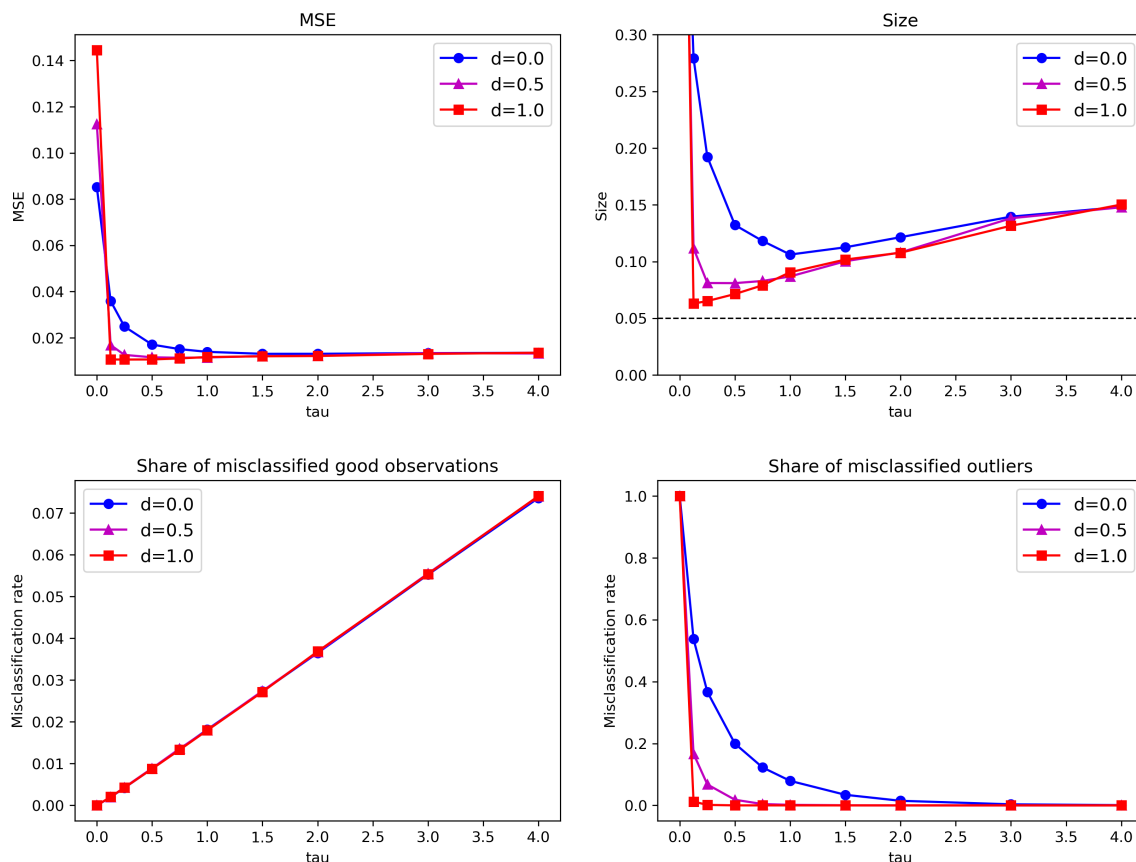 MSE
0.14
0.12
0.10
0.08
0.06
0.04
0.02
MSE
d=0.0
d=0.5
d=1.0
0.0 0.5 1.0 1.5 2.0 2.5 3.0 3.5 4.0
tau
Size
0.30
0.25
0.20
0.15
0.10
0.05
0.00
Size
d=0.0
d=0.5
d=1.0
0.0 0.5 1.0 1.5 2.0 2.5 3.0 3.5 4.0
tau
Share of misclassified good observations
0.07
0.06
0.05
0.04
0.03
0.02
0.01
0.00
Misclassification rate
d=0.0
d=0.5
d=1.0
0.0 0.5 1.0 1.5 2.0 2.5 3.0 3.5 4.0
tau
Share of misclassified outliers
1.0
0.8
0.6
0.4
0.2
0.0
Misclassification rate
d=0.0
d=0.5
d=1.0
0.0 0.5 1.0 1.5 2.0 2.5 3.0 3.5 4.0
tau